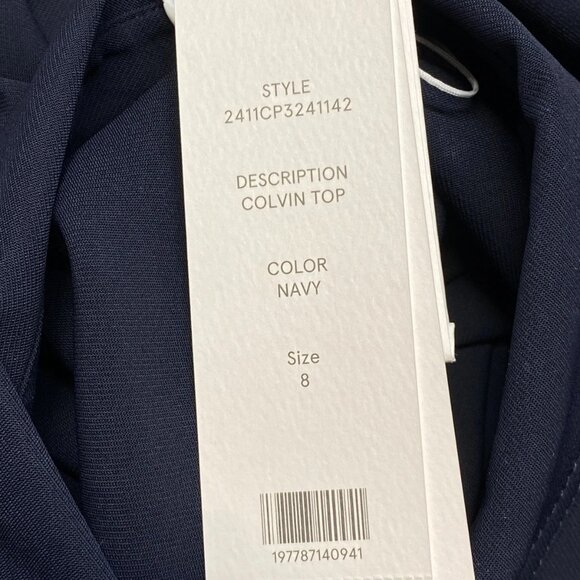 STYLE
2411CP3241142
DESCRIPTION
COLVIN TOP
COLOR
NAVY
Size
8
197787140941